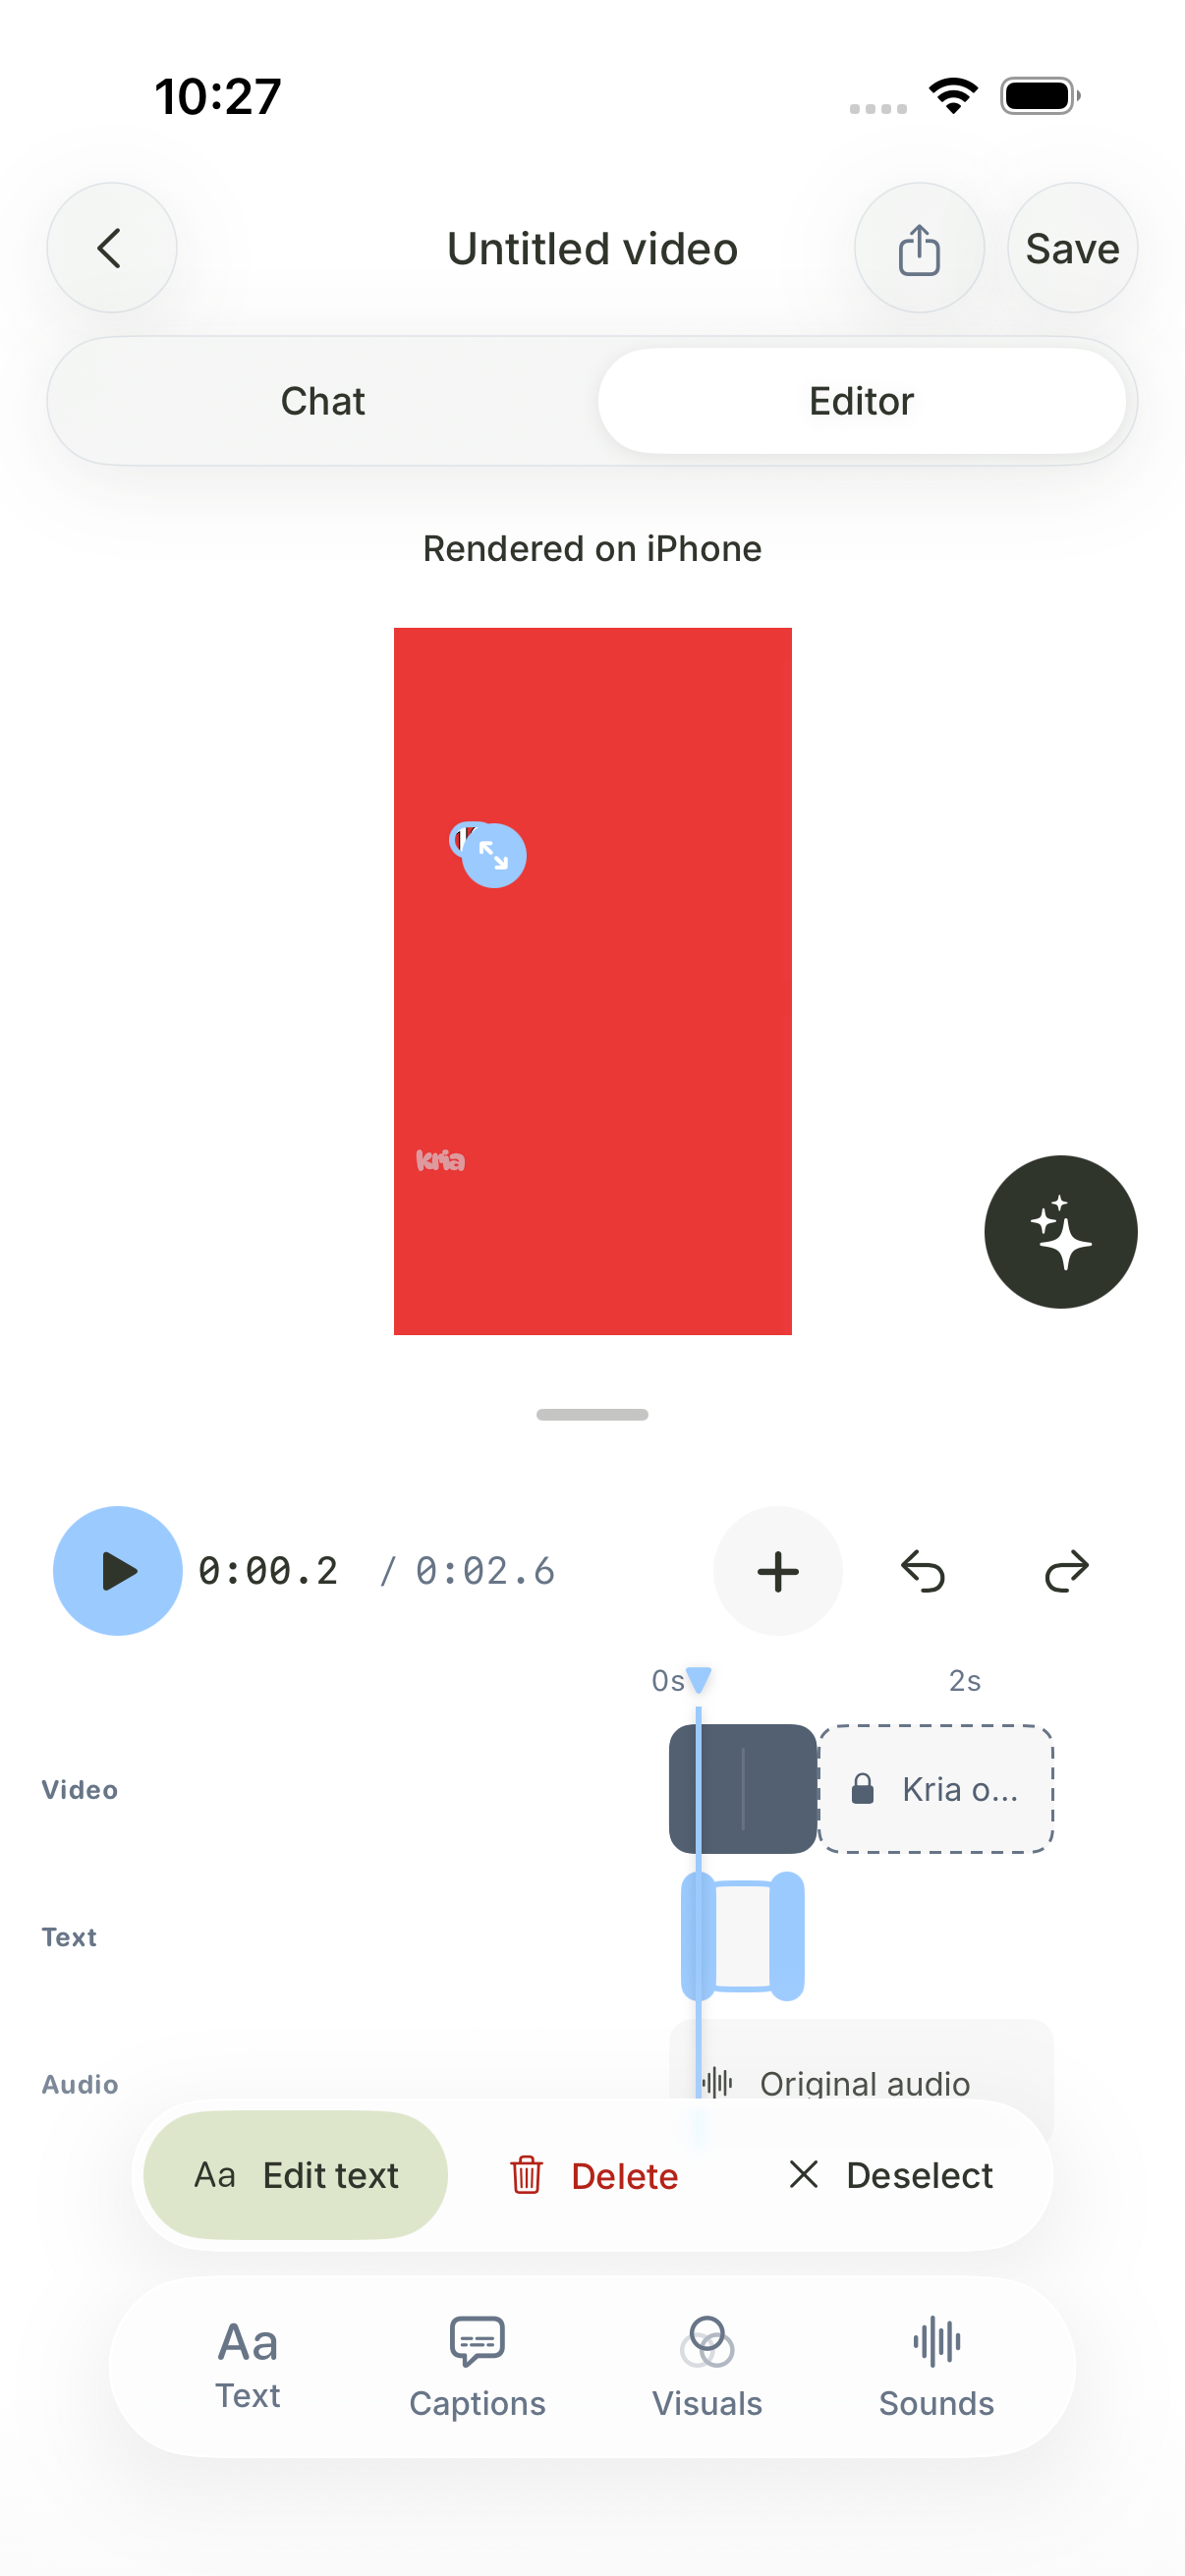 10:27
Untitled video
Save
Chat
Editor
Rendered on iPhone
kria
0:00.2 / 0:02.6
0s
2s
Video
Kria o...
Text
Audio
Original audio
Aa Edit text
Delete
Deselect
Aa
Text
Captions
Visuals
Sounds